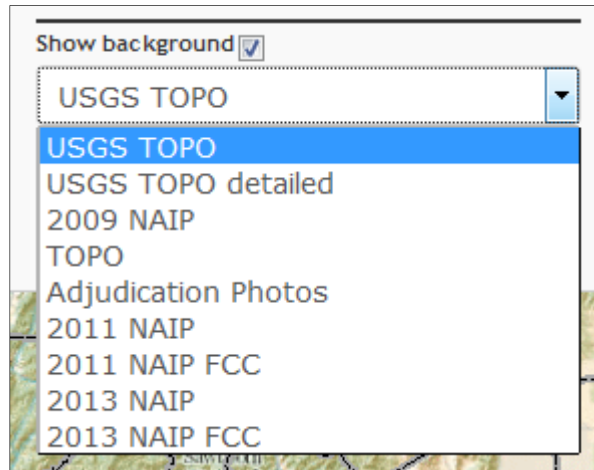 Show background
USGS TOPO
USGS TOPO
USGS TOPO detailed
2009 NAIP
TOPO
Adjudication Photos
2011 NAIP
2011 NAIP FCC
2013 NAIP
2013 NAIP FCC